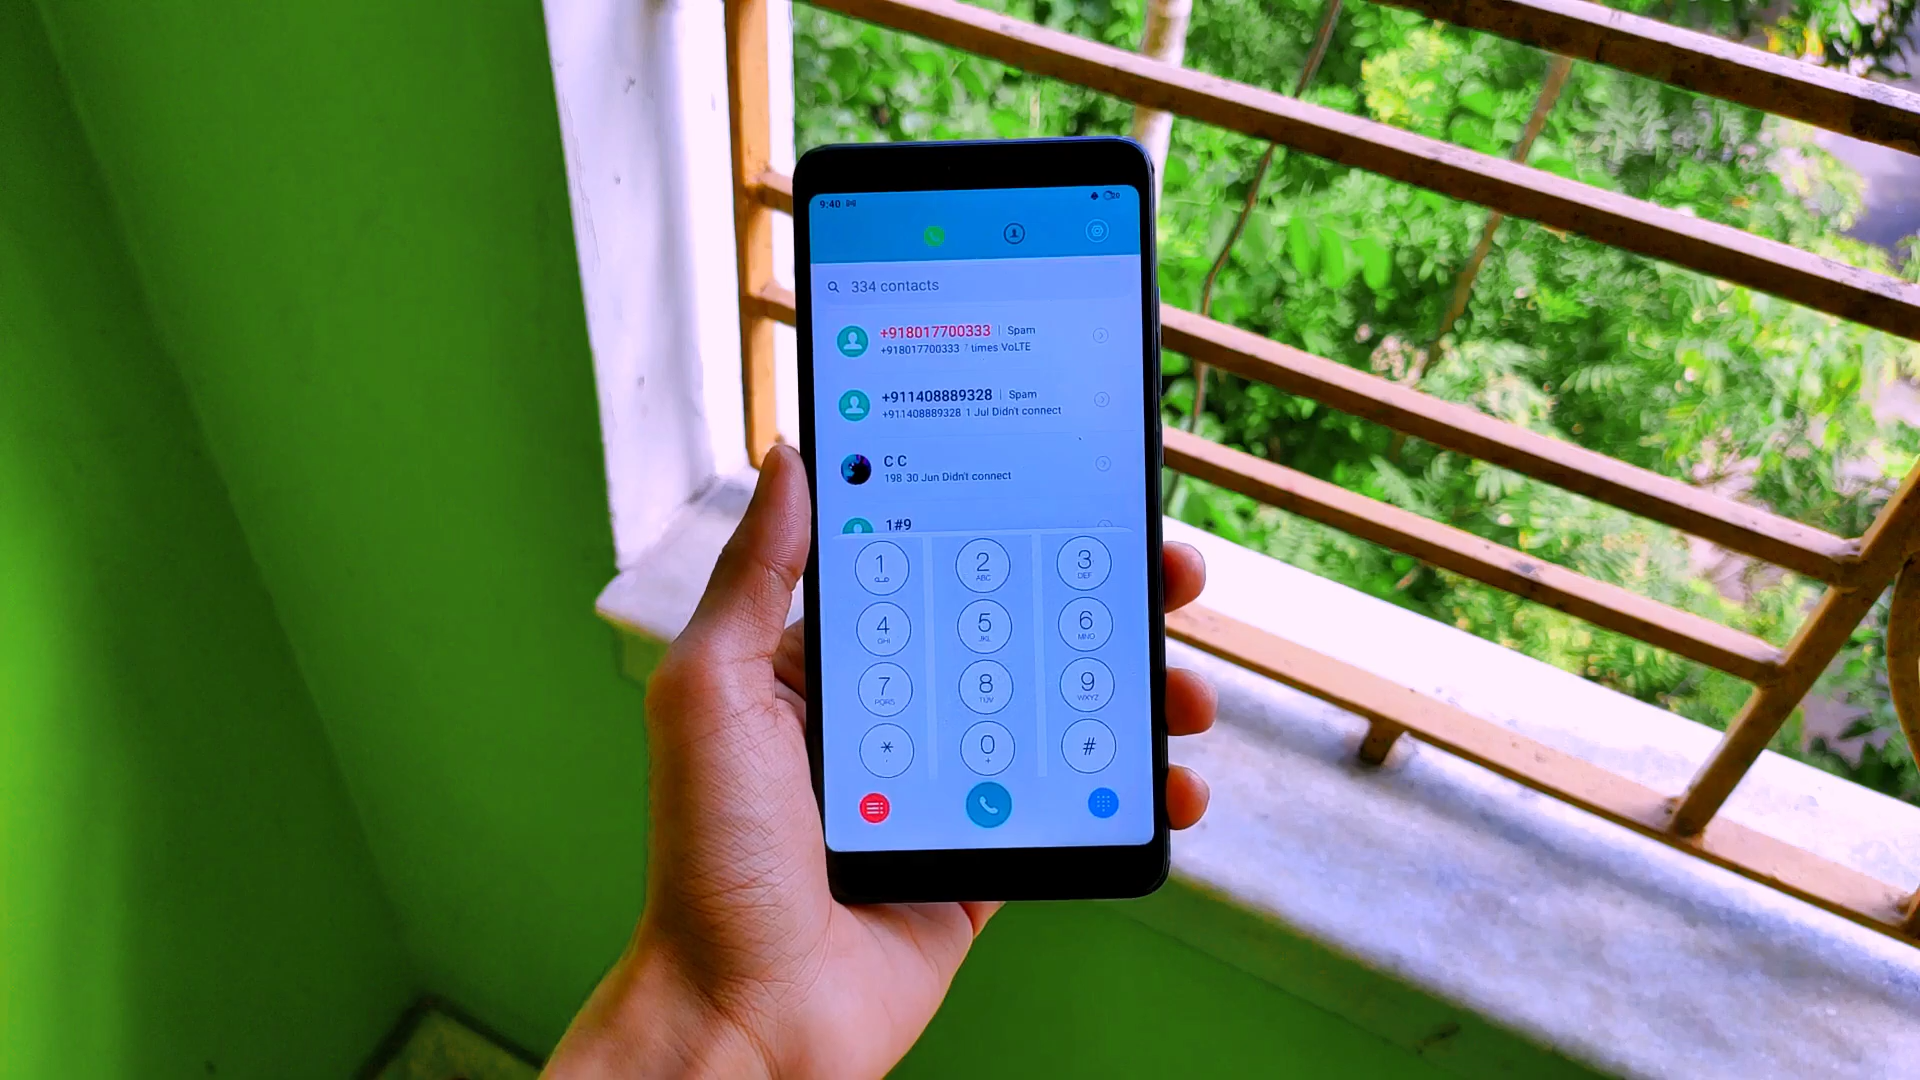 9:40
20
334 contacts
+918017700333 | Spam
+918017700333 7 times VoLTE
+911408889328 | Spam
+911408889328 1 Jul Didn't connect
C C
198 30 Jun Didn't connect
1#9
1 2 3
ABC DEF
4 5 6
GHI JKL MNO
7 8 9
PQRS TUV WXYZ
* 0 #
+